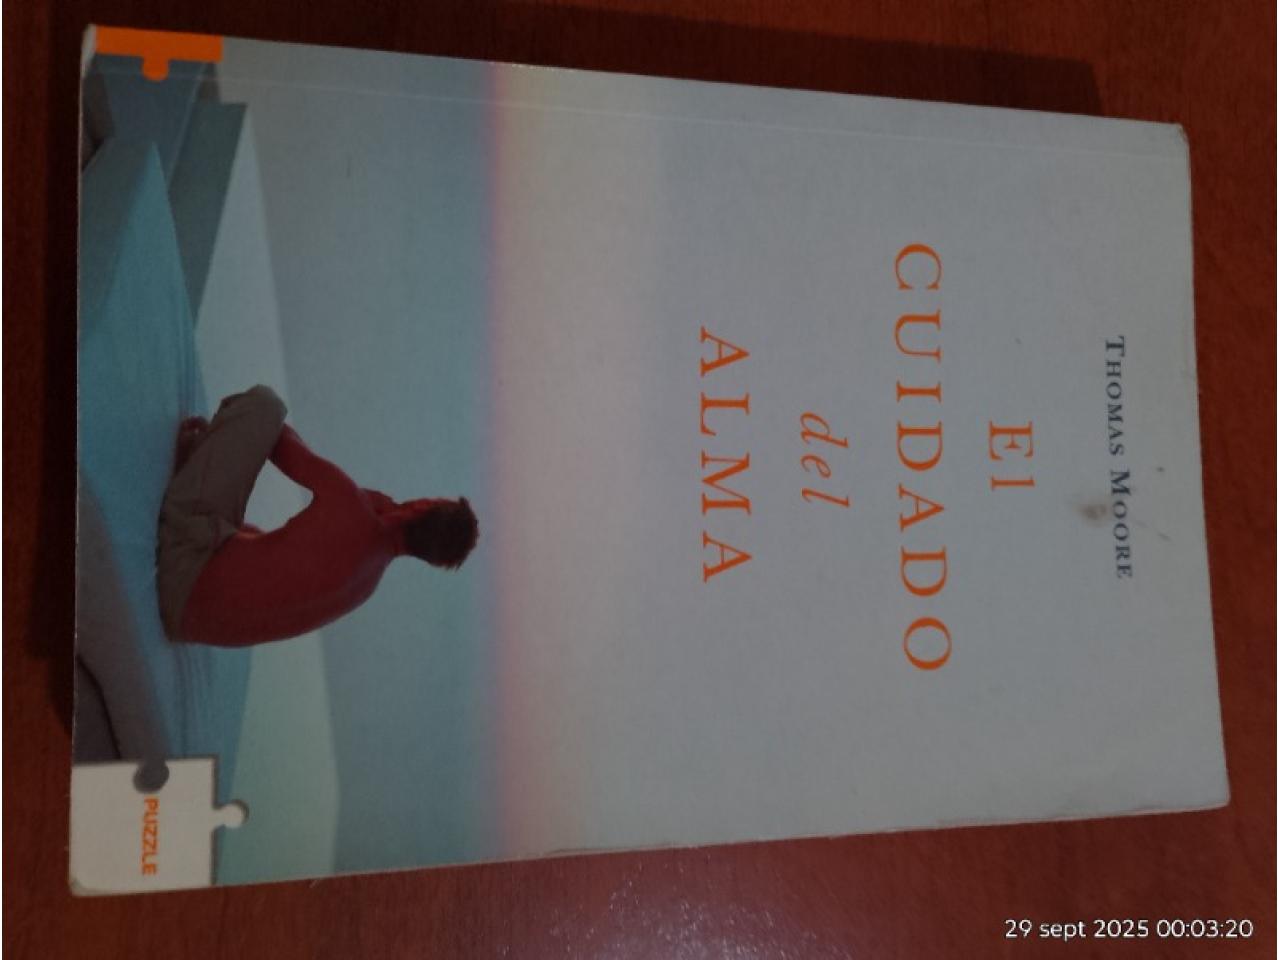 THOMAS MOORE
El
CUIDADO
del
ALMA
PUZZLE
29 sept 2025 00:03:20